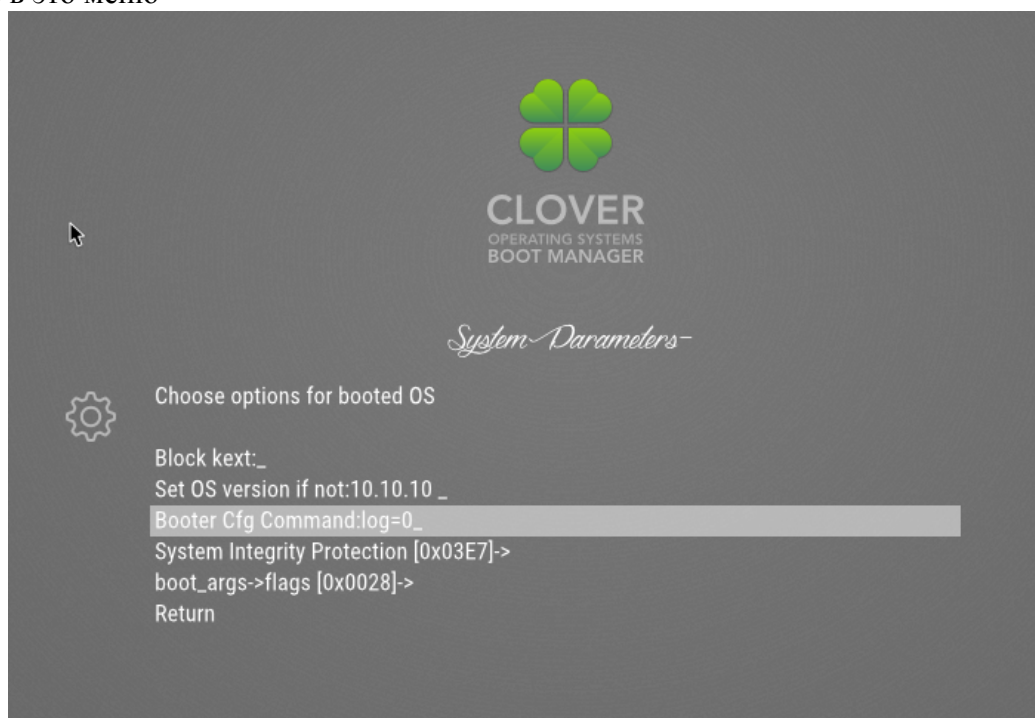 в это меню
CLOVER
OPERATING SYSTEMS
BOOT MANAGER
System Parameters-
Choose options for booted OS
Block kext:_
Set OS version if not:10.10.10 _
Booter Cfg Command:log=0_
System Integrity Protection [0x03E7]->
boot_args->flags [0x0028]->
Return